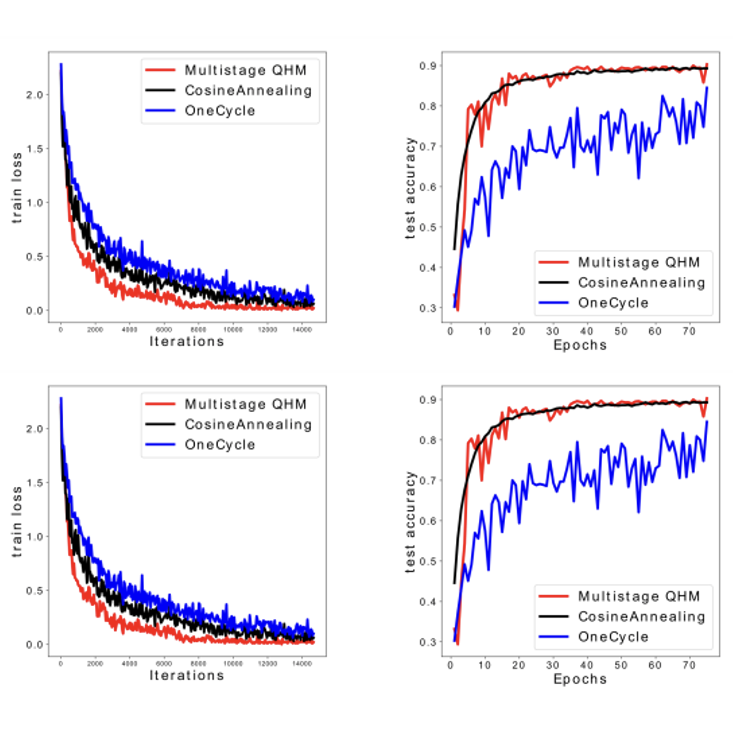 Multistage QHM
CosineAnnealing
OneCycle
train loss
2.0
1.5
1.0
0.5
0.0
0 2000 4000 6000 8000 10000 12000 14000
Iterations
test accuracy
0.9
0.8
0.7
0.6
0.5
0.4
0.3
Multistage QHM
CosineAnnealing
OneCycle
0 10 20 30 40 50 60 70
Epochs
Multistage QHM
CosineAnnealing
OneCycle
train loss
2.0
1.5
1.0
0.5
0.0
0 2000 4000 6000 8000 10000 12000 14000
Iterations
test accuracy
0.9
0.8
0.7
0.6
0.5
0.4
0.3
Multistage QHM
CosineAnnealing
OneCycle
0 10 20 30 40 50 60 70
Epochs